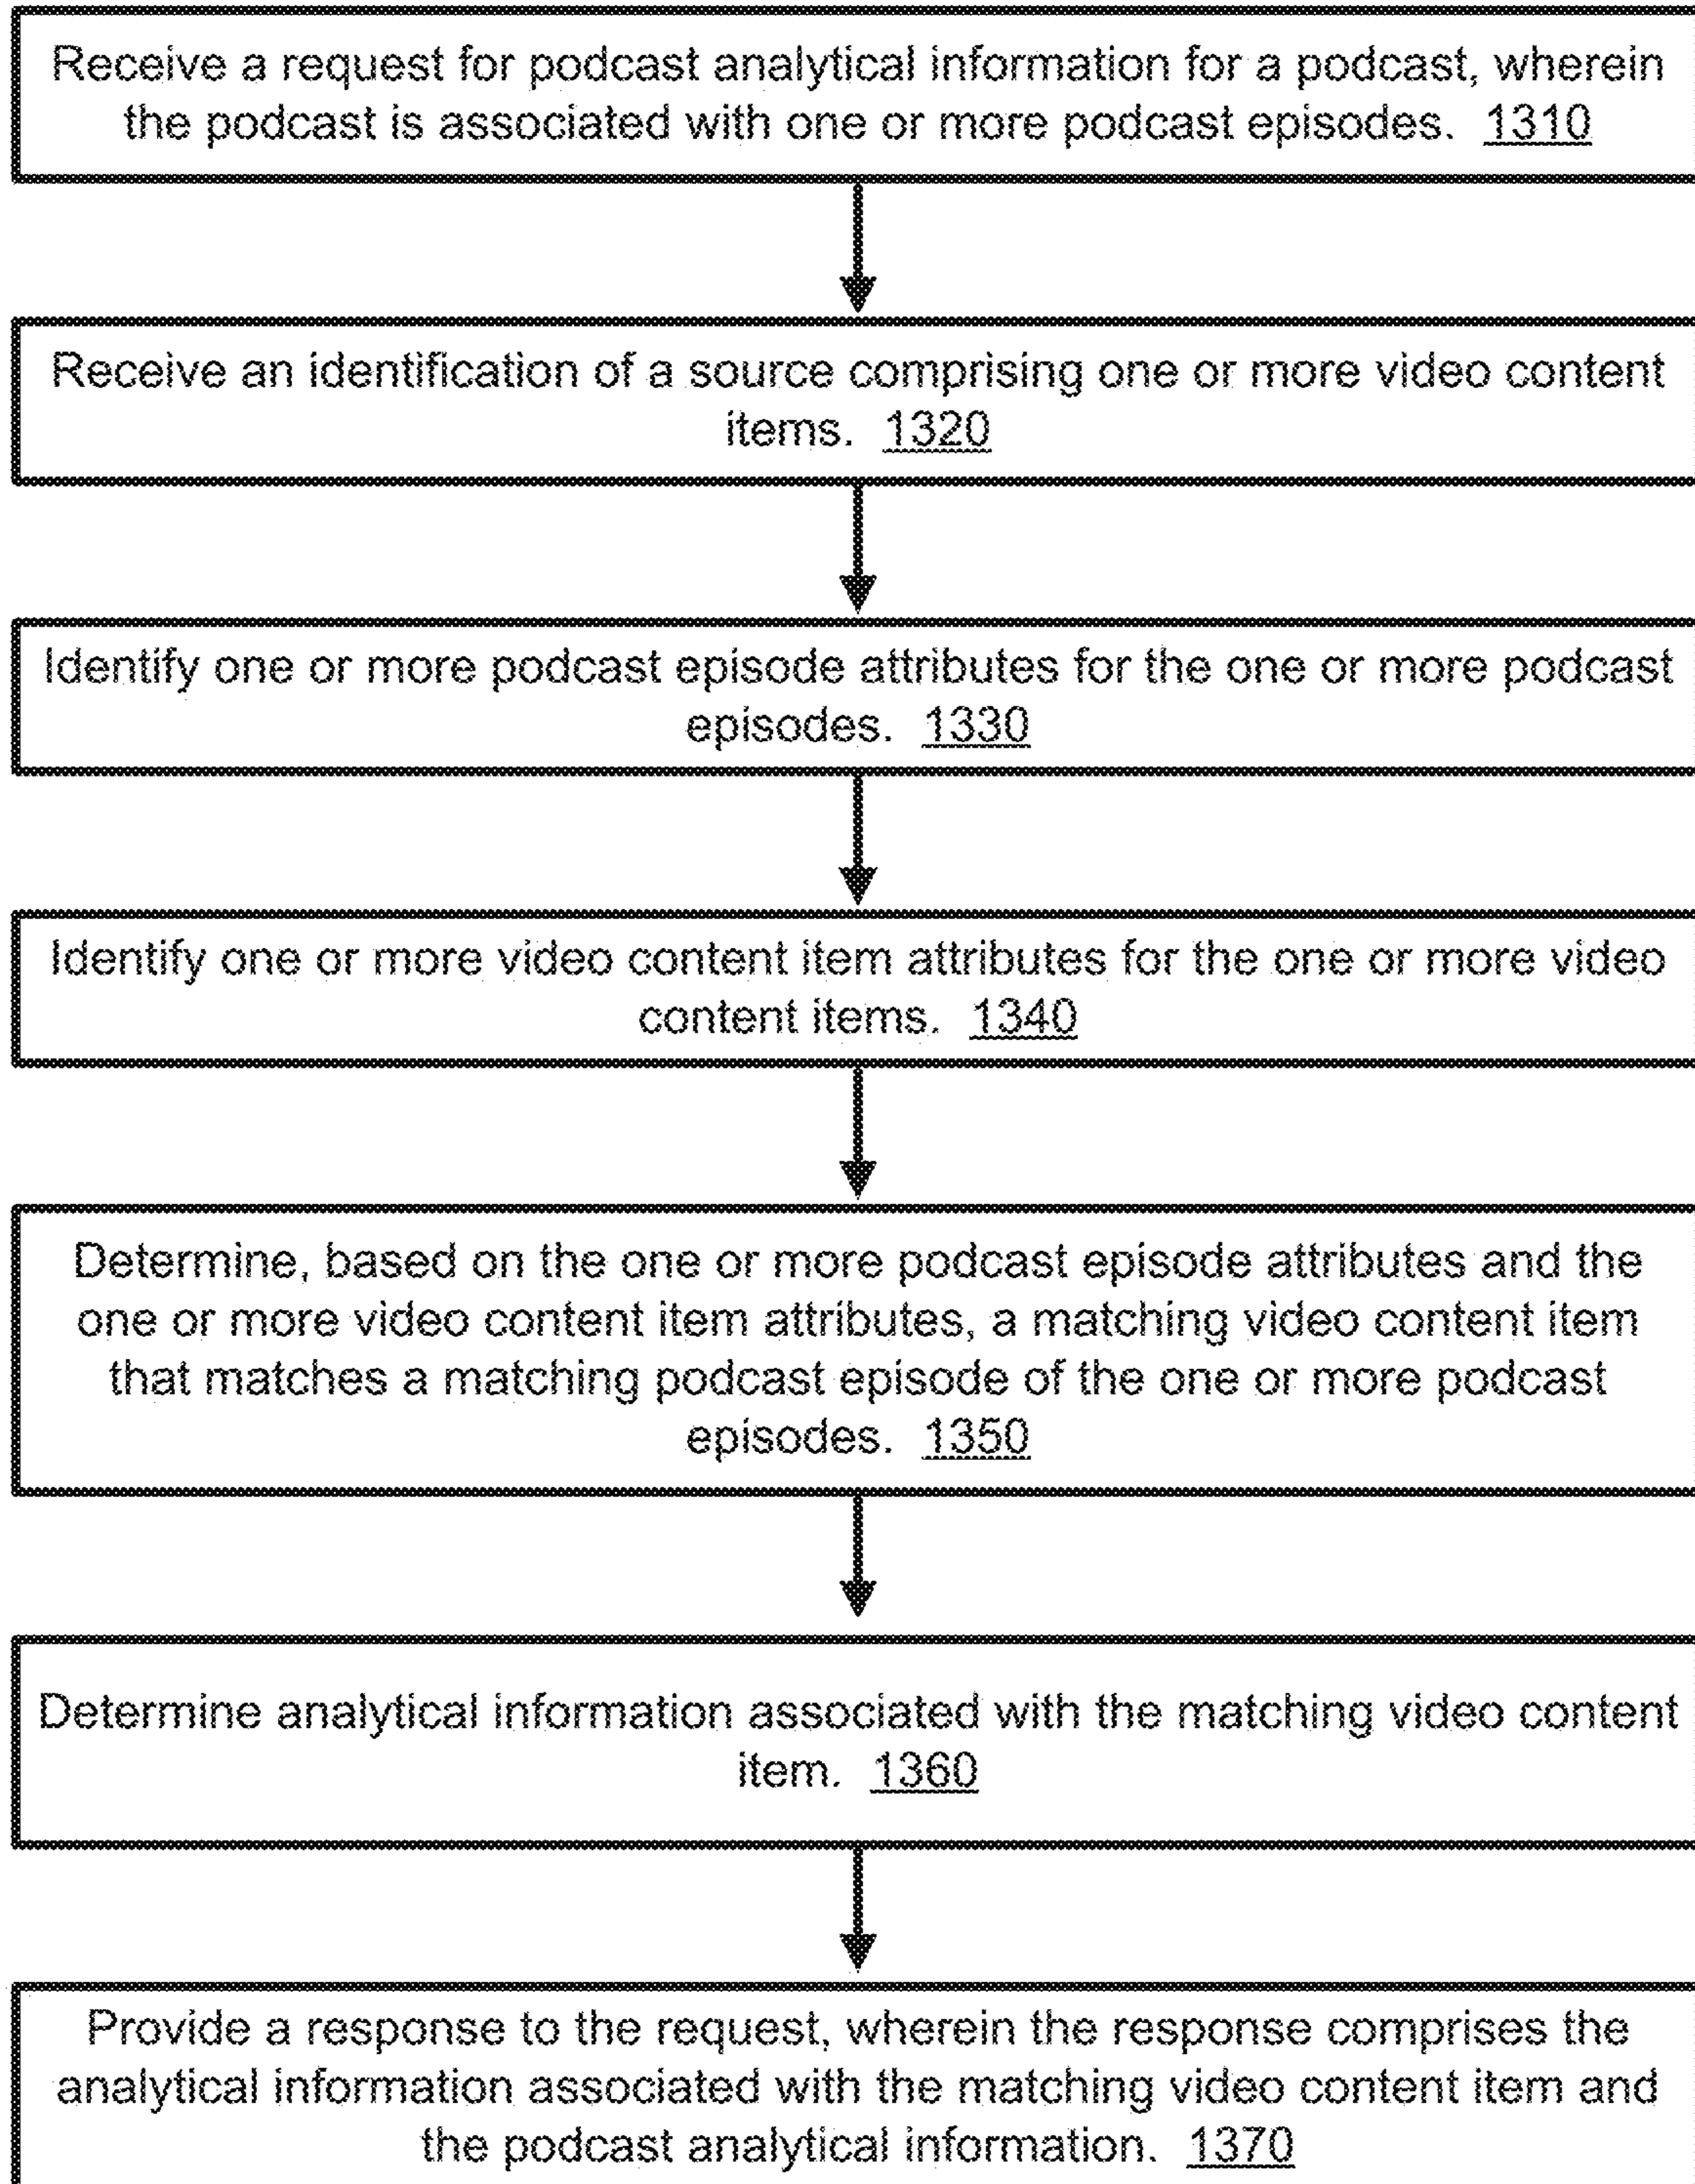 Receive a request for podcast analytical information for a podcast, wherein
the podcast is associated with one or more podcast episodes. 1310
Receive an identification of a source comprising one or more video content
items. 1320
Identify one or more podcast episode attributes for the one or more podcast
episodes. 1330
Identify one or more video content item attributes for the one or more video
content items. 1340
Determine, based on the one or more podcast episode attributes and the
one or more video content item attributes, a matching video content item
that matches a matching podcast episode of the one or more podcast
episodes. 1350
Determine analytical information associated with the matching video content
item. 1360
Provide a response to the request, wherein the response comprises the
analytical information associated with the matching video content item and
the podcast analytical information. 1370